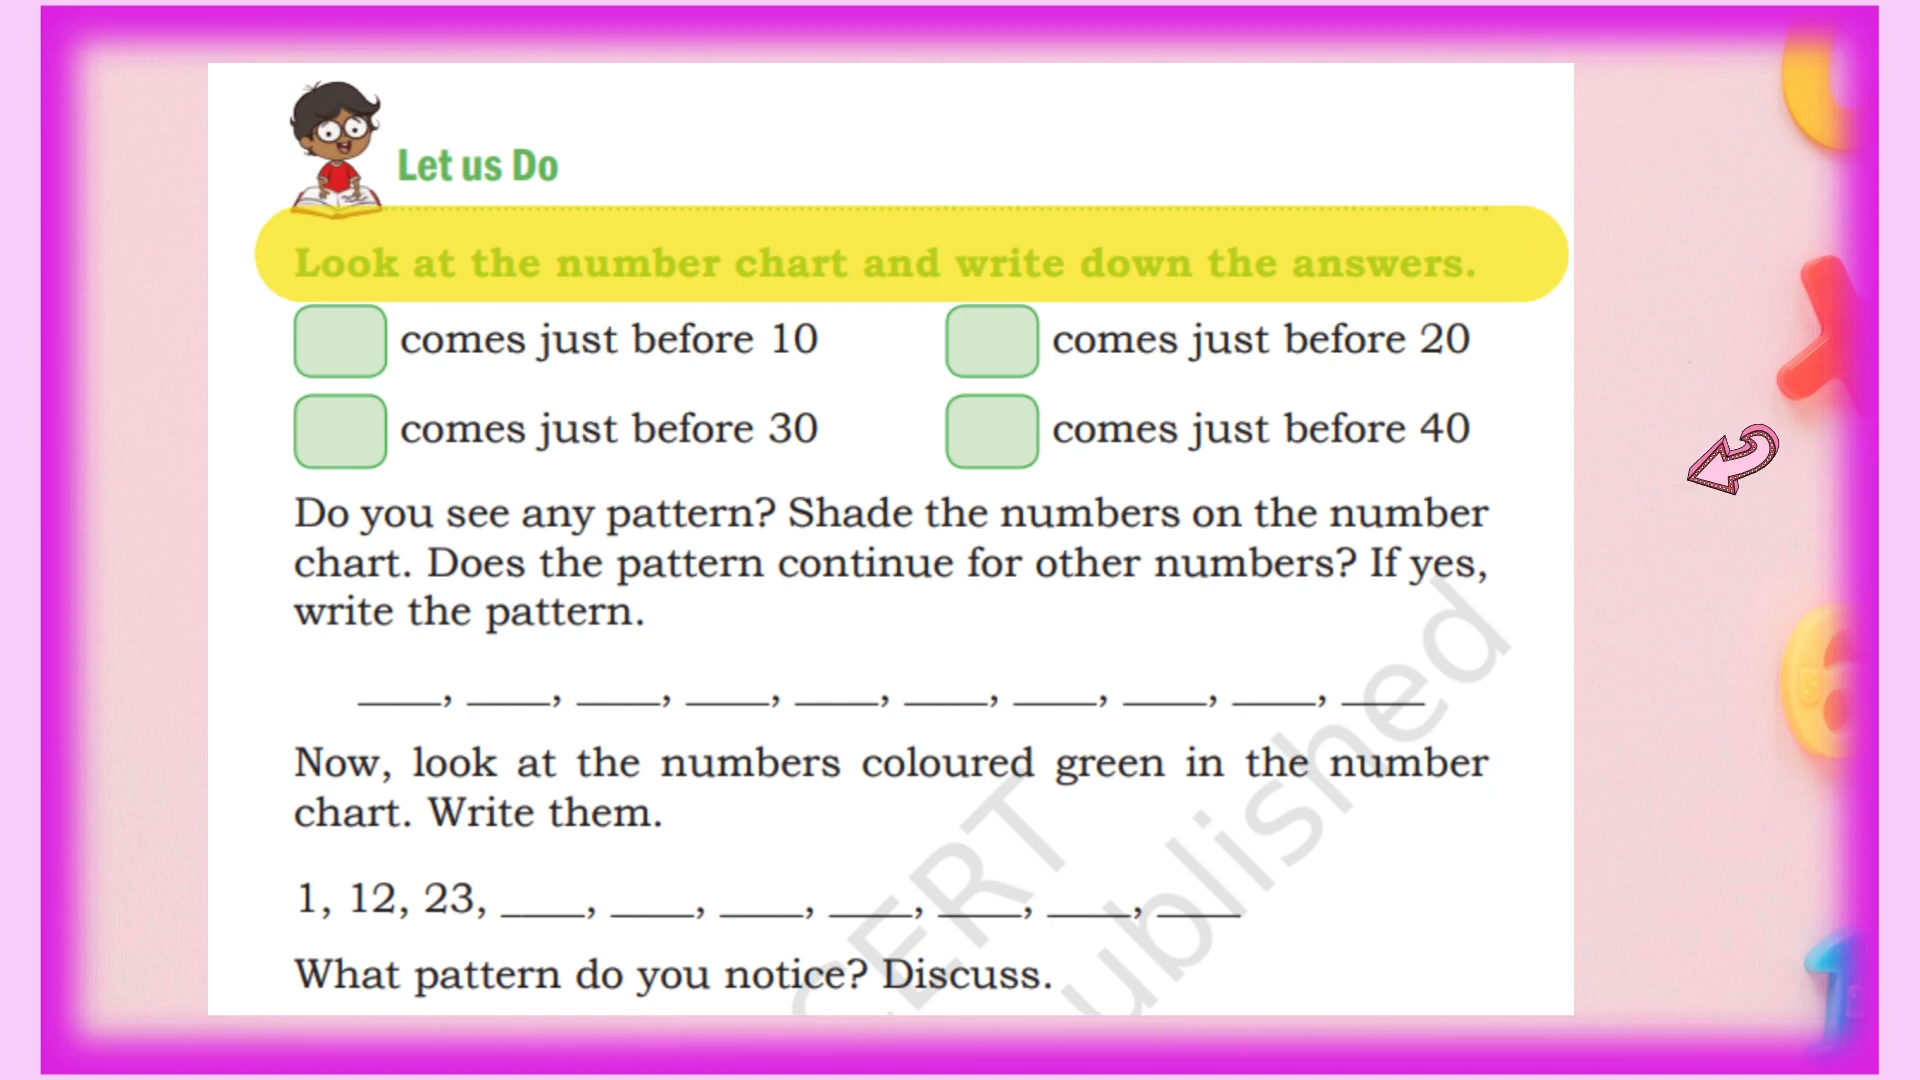 Let us Do
Look at the number chart and write down the answers.
comes just before 10
comes just before 20
comes just before 30
comes just before 40
Do you see any pattern? Shade the numbers on the number
chart. Does the pattern continue for other numbers? If yes,
write the pattern.
____, ____, ____, ____, ____, ____, ____, ____, ____, ____
Now, look at the numbers coloured green in the number
chart. Write them.
1, 12, 23, ____, ____, ____, ____, ____, ____, ____
What pattern do you notice? Discuss.
CERT
ublished
6
1